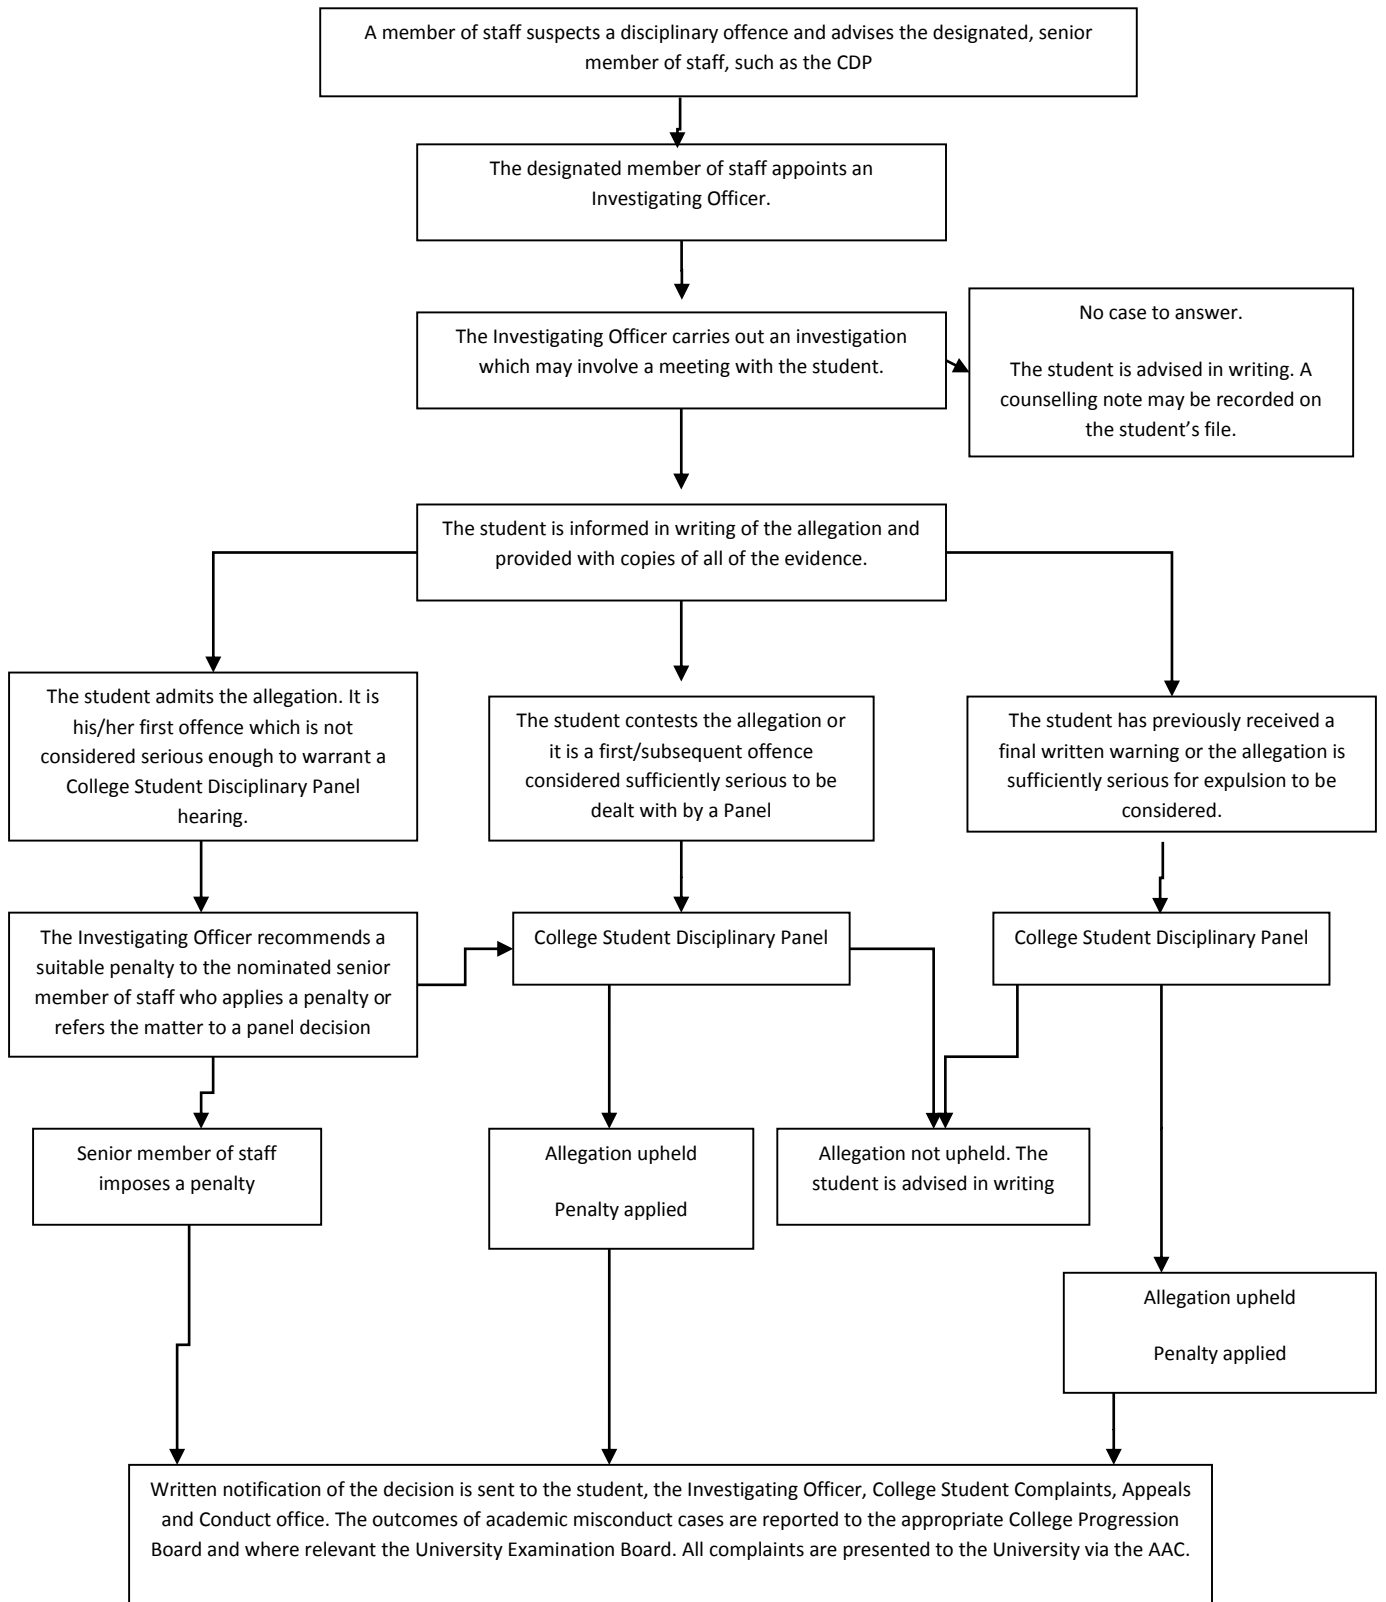 A member of staff suspects a disciplinary offence and advises the designated, senior
member of staff, such as the CDP
The designated member of staff appoints an
Investigating Officer.
The Investigating Officer carries out an investigation
which may involve a meeting with the student.
No case to answer.
The student is advised in writing. A
counselling note may be recorded on
the student’s file.
The student is informed in writing of the allegation and
provided with copies of all of the evidence.
The student admits the allegation. It is
his/her first offence which is not
considered serious enough to warrant a
College Student Disciplinary Panel
hearing.
The student contests the allegation or
it is a first/subsequent offence
considered sufficiently serious to be
dealt with by a Panel
The student has previously received a
final written warning or the allegation is
sufficiently serious for expulsion to be
considered.
The Investigating Officer recommends a
suitable penalty to the nominated senior
member of staff who applies a penalty or
refers the matter to a panel decision
College Student Disciplinary Panel
College Student Disciplinary Panel
Senior member of staff
imposes a penalty
Allegation upheld
Penalty applied
Allegation not upheld. The
student is advised in writing
Allegation upheld
Penalty applied
Written notification of the decision is sent to the student, the Investigating Officer, College Student Complaints, Appeals
and Conduct office. The outcomes of academic misconduct cases are reported to the appropriate College Progression
Board and where relevant the University Examination Board. All complaints are presented to the University via the AAC.